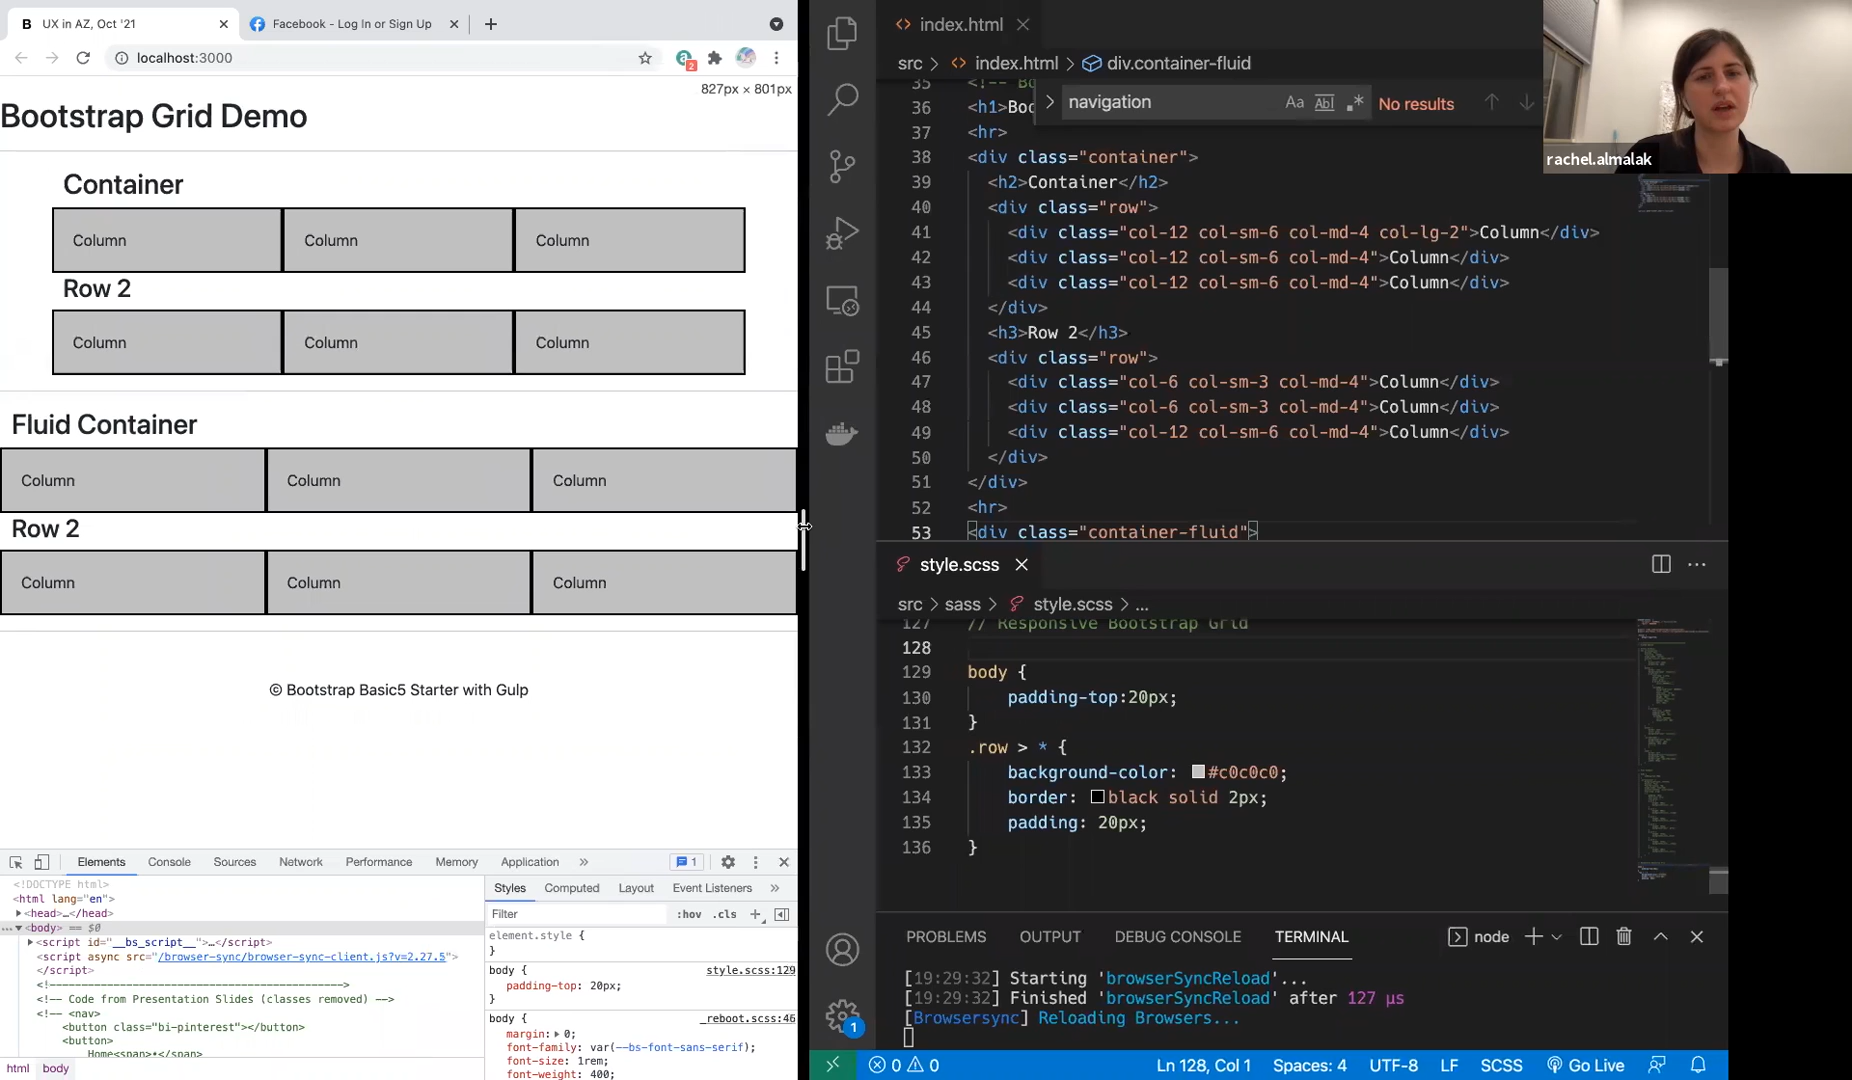 UX in AZ, Oct '21
Facebook - Log In or Sign Up
localhost:3000
2
827px × 801px
Bootstrap Grid Demo
Container
Column Column Column
Row 2
Column Column Column
Fluid Container
Column Column Column
Row 2
Column Column Column
© Bootstrap Basic5 Starter with Gulp
Elements Console Sources Network Performance Memory Application » 1
<!DOCTYPE html>
<html lang="en">
<head>…</head>
<body> == $0
<script id="__bs_script__">…</script>
<script async src="/browser-sync/browser-sync-client.js?v=2.27.5">
</script>
<!-- Code from Presentation Slides (classes removed) -->
<!-- <nav>
<button class="bi-pinterest"></button>
<button>
Home<span>•</span>
html body
Styles Computed Layout Event Listeners »
Filter :hov .cls +
element.style {
}
body { style.scss:129
padding-top: 20px;
}
body { _reboot.scss:46
margin: 0;
font-family: var(--bs-font-sans-serif);
font-size: 1rem;
font-weight: 400;
index.html
src > index.html > div.container-fluid
navigation Aa Abl .* No results
35
36 <h1>Boo
37 <hr>
38 <div class="container">
39 <h2>Container</h2>
40 <div class="row">
41 <div class="col-12 col-sm-6 col-md-4 col-lg-2">Column</div>
42 <div class="col-12 col-sm-6 col-md-4">Column</div>
43 <div class="col-12 col-sm-6 col-md-4">Column</div>
44 </div>
45 <h3>Row 2</h3>
46 <div class="row">
47 <div class="col-6 col-sm-3 col-md-4">Column</div>
48 <div class="col-6 col-sm-3 col-md-4">Column</div>
49 <div class="col-12 col-sm-6 col-md-4">Column</div>
50 </div>
51 </div>
52 <hr>
53 <div class="container-fluid">
style.scss
src > sass > style.scss > ...
127 // Responsive Bootstrap Grid
128
129 body {
130 padding-top:20px;
131 }
132 .row > * {
133 background-color: #c0c0c0;
134 border: black solid 2px;
135 padding: 20px;
136 }
PROBLEMS OUTPUT DEBUG CONSOLE TERMINAL node
[19:29:32] Starting 'browserSyncReload'...
[19:29:32] Finished 'browserSyncReload' after 127 μs
[Browsersync] Reloading Browsers...
1
0 0 Ln 128, Col 1 Spaces: 4 UTF-8 LF SCSS Go Live
rachel.almalak